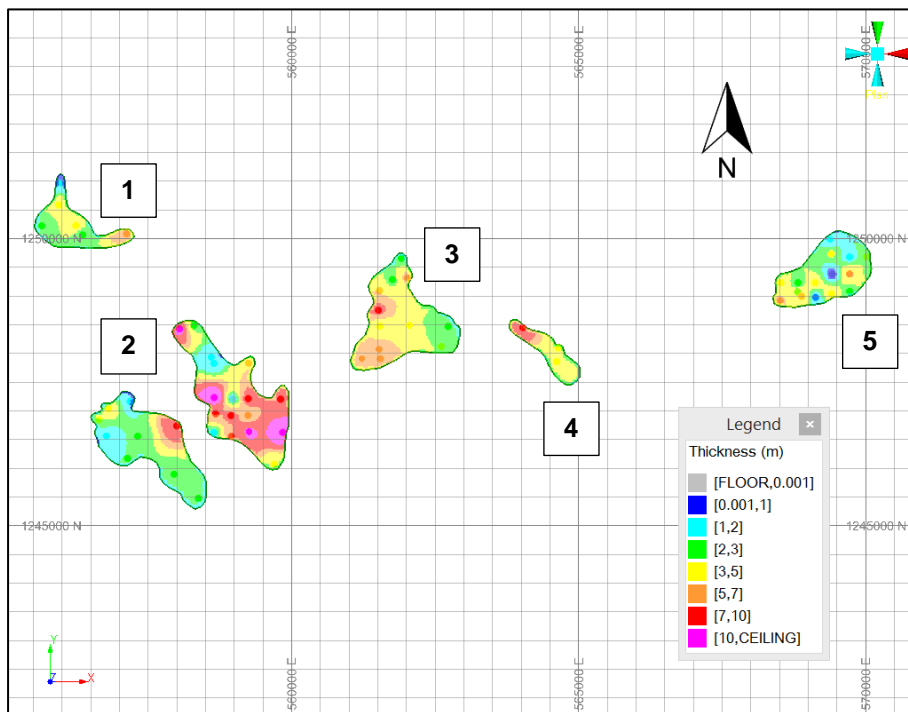 560000 E
565000 E
570000 E
Plan
N
1
1250000 N
1250000 N
3
2
5
4
Legend
×
Thickness (m)
[FLOOR,0.001]
[0.001,1]
[1,2]
[2,3]
[3,5]
[5,7]
[7,10]
[10,CEILING]
1245000 N
1245000 N
Y
Z
X
560000 E
565000 E
570000 E